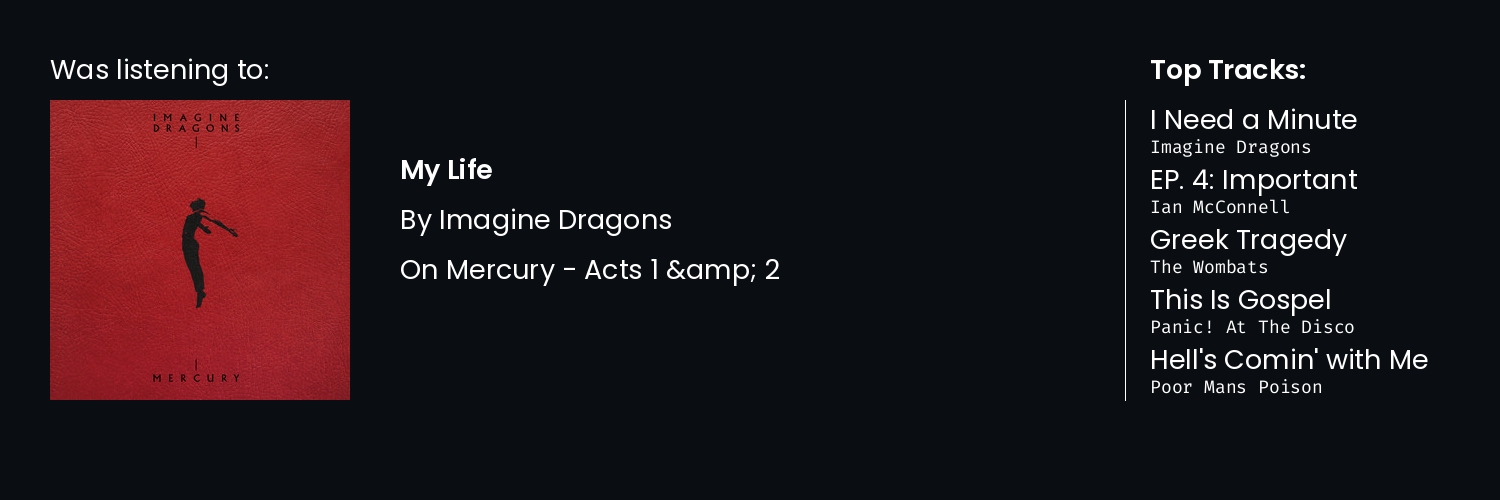 Was listening to:
IMAGINE
DRAGONS
MERCURY
My Life
By Imagine Dragons
On Mercury - Acts 1 &amp;amp; 2
Top Tracks:
I Need a Minute
Imagine Dragons
EP. 4: Important
Ian McConnell
Greek Tragedy
The Wombats
This Is Gospel
Panic! At The Disco
Hell's Comin' with Me
Poor Mans Poison